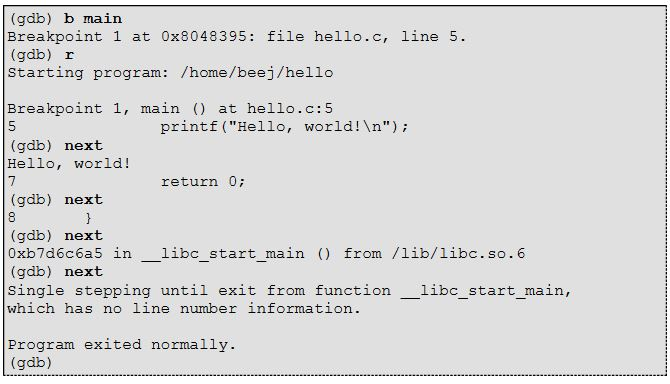 (gdb) b main
Breakpoint 1 at 0x8048395: file hello.c, line 5.
(gdb) r
Starting program: /home/beej/hello

Breakpoint 1, main () at hello.c:5
5               printf("Hello, world!\n");
(gdb) next
Hello, world!
7               return 0;
(gdb) next
8       }
(gdb) next
0xb7d6c6a5 in __libc_start_main () from /lib/libc.so.6
(gdb) next
Single stepping until exit from function __libc_start_main,
which has no line number information.

Program exited normally.
(gdb)